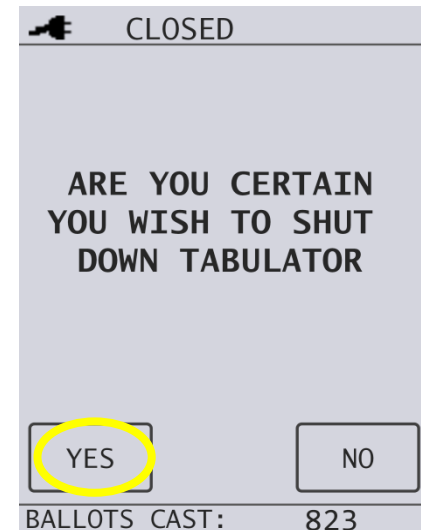 CLOSED
ARE YOU CERTAIN
YOU WISH TO SHUT
DOWN TABULATOR
YES NO
BALLOTS CAST: 823